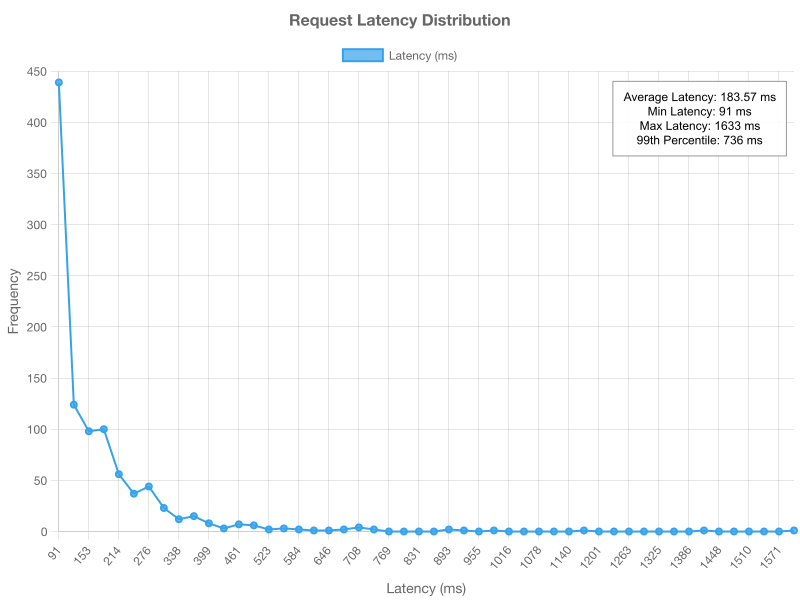 Request Latency Distribution
Latency (ms)
Average Latency: 183.57 ms
Min Latency: 91 ms
Max Latency: 1633 ms
99th Percentile: 736 ms
Frequency
450
400
350
300
250
200
150
100
50
0
91 153 214 276 338 399 461 523 584 646 708 769 831 893 955 1016 1078 1140 1201 1263 1325 1386 1448 1510 1571
Latency (ms)